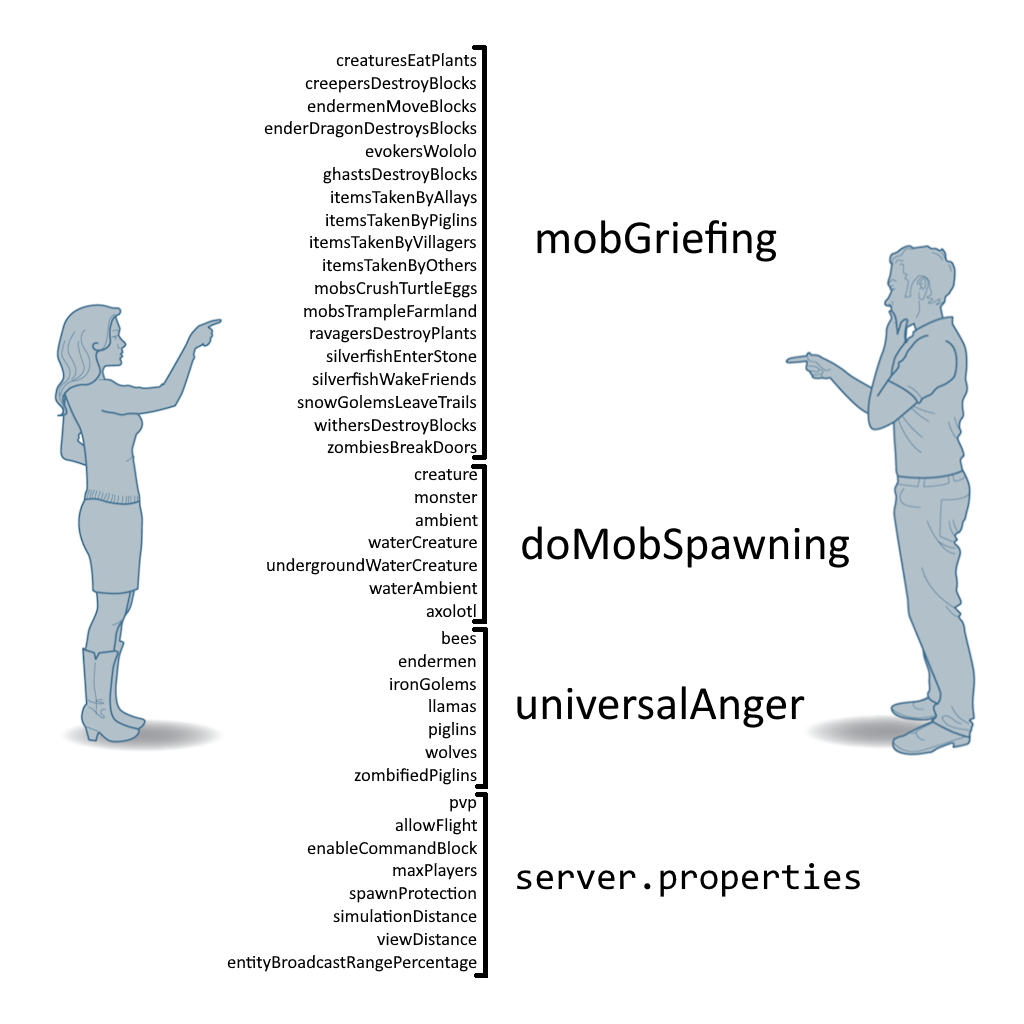 creaturesEatPlants
creepersDestroyBlocks
endermenMoveBlocks
enderDragonDestroysBlocks
evokersWololo
ghastsDestroyBlocks
itemsTakenByAllays
itemsTakenByPiglins
itemsTakenByVillagers
itemsTakenByOthers
mobsCrushTurtleEggs
mobsTrampleFarmland
ravagersDestroyPlants
silverfishEnterStone
silverfishWakeFriends
snowGolemsLeaveTrails
withersDestroyBlocks
zombiesBreakDoors
mobGriefing
creature
monster
ambient
waterCreature
undergroundWaterCreature
waterAmbient
axolotl
doMobSpawning
bees
endermen
ironGolems
llamas
piglins
wolves
zombifiedPiglins
universalAnger
pvp
allowFlight
enableCommandBlock
maxPlayers
spawnProtection
simulationDistance
viewDistance
entityBroadcastRangePercentage
server.properties